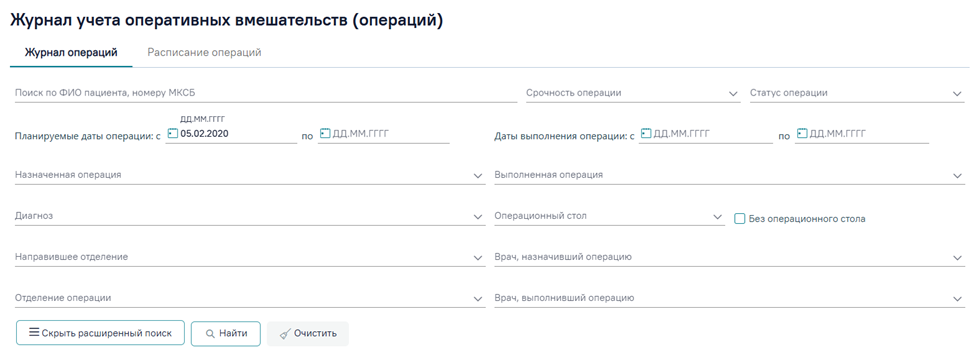 Журнал учета оперативных вмешательств (операций)
Журнал операций Расписание операций
Поиск по ФИО пациента, номеру МКСБ Срочность операции Статус операции
ДД.ММ.ГГГГ
Планируемые даты операции: с 05.02.2020 по ДД.ММ.ГГГГ Даты выполнения операции: с ДД.ММ.ГГГГ по ДД.ММ.ГГГГ
Назначенная операция Выполненная операция
Диагноз Операционный стол Без операционного стола
Направившее отделение Врач, назначивший операцию
Отделение операции Врач, выполнивший операцию
Скрыть расширенный поиск Найти Очистить